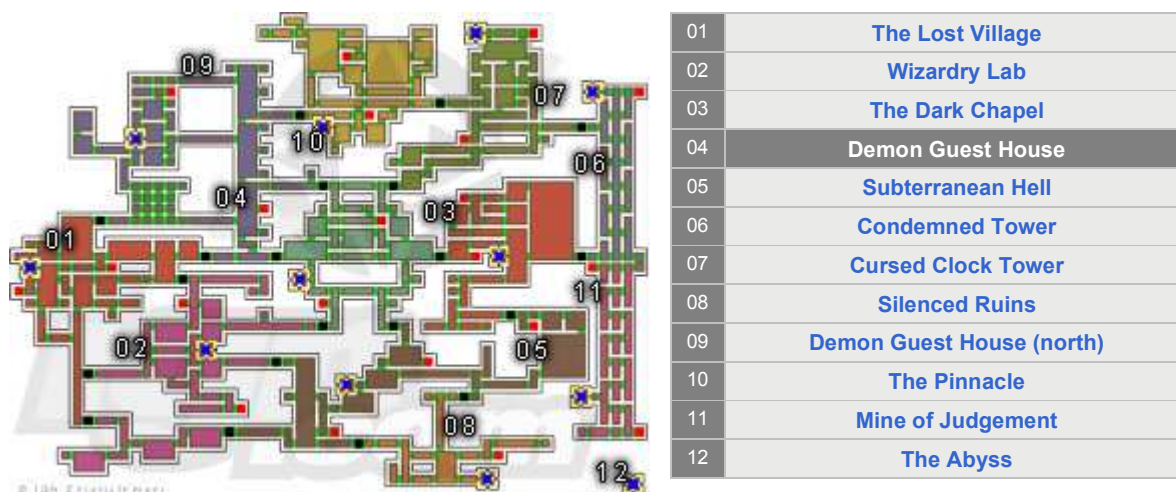 09
07
10
06
04
03
01
11
02
05
08
12
01 The Lost Village
02 Wizardry Lab
03 The Dark Chapel
04 Demon Guest House
05 Subterranean Hell
06 Condemned Tower
07 Cursed Clock Tower
08 Silenced Ruins
09 Demon Guest House (north)
10 The Pinnacle
11 Mine of Judgement
12 The Abyss